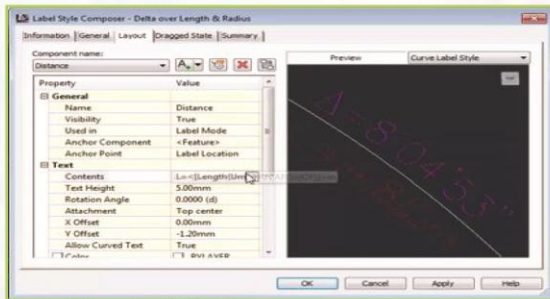 Label Style Composer - Delta over Length & Radius
Information General Layout Dragged State Summary
Component name:
Distance
Preview
Curve Label Style
Property Value
General
Name Distance
Visibility True
Used in Label Mode
Anchor Component <Feature>
Anchor Point Label Location
Text
Contents
Text Height 5.00mm
Rotation Angle 0.0000 (d)
Attachment Top center
X Offset 0.00mm
Y Offset -1.20mm
Allow Curved Text True
Color BYLAYER
Δ=8°04'53"
OK Cancel Apply Help